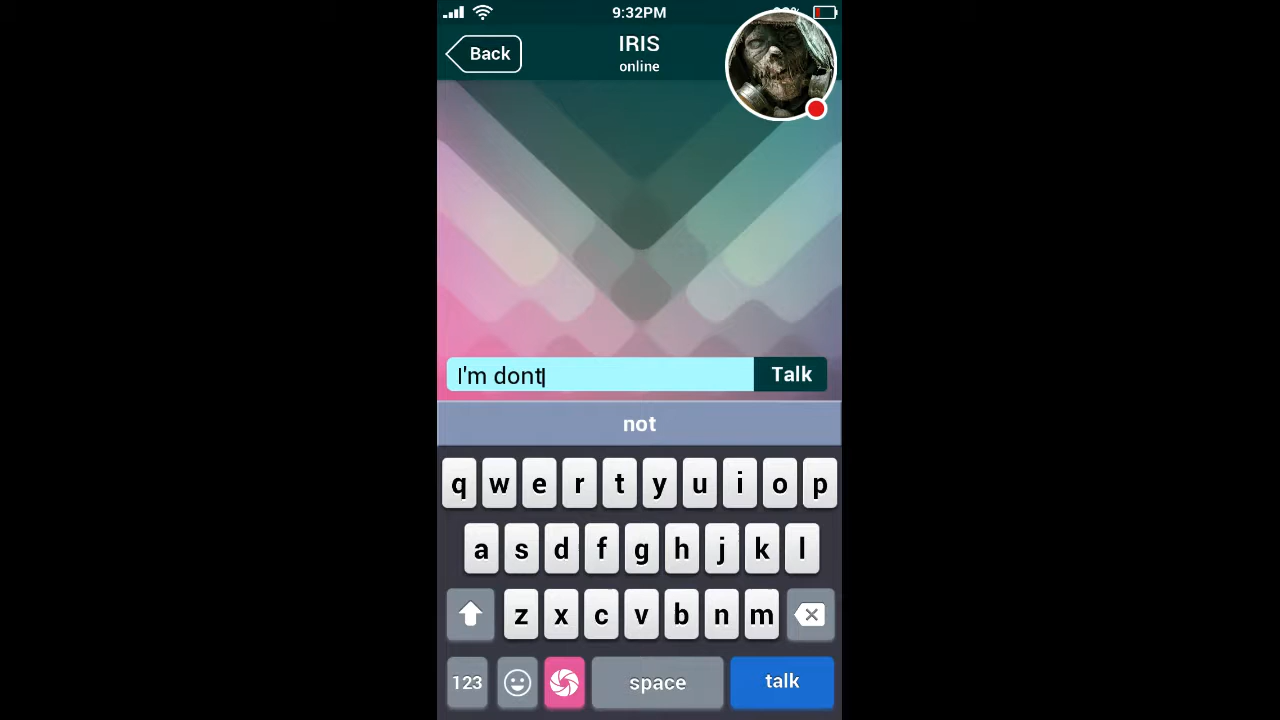 9:32PM
Back
IRIS
online
I'm dont
Talk
not
q w e r t y u i o p
a s d f g h j k l
z x c v b n m
123 space talk